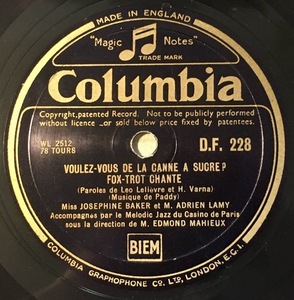 MADE IN ENGLAND
"Magic Notes"
TRADE MARK
Columbia
Copyright, patented Record. Not to be publicly performed
without licence ...or sold below price fixed by patentees.
WL 2512
78 TOURS
D.F. 228
VOULEZ-VOUS DE LA CANNE A SUCRE?
FOX-TROT CHANTE
(Paroles de Leo Lelièvre et H. Varna)
(Musique de Paddy)
Miss JOSEPHINE BAKER et M. ADRIEN LAMY
Accompagnés par le Melodic Jazz du Casino de Paris
sous la direction de M. EDMOND MAHIEUX
BIEM
COLUMBIA GRAPHOPHONE CO. LTD, LONDON, E.C.1.